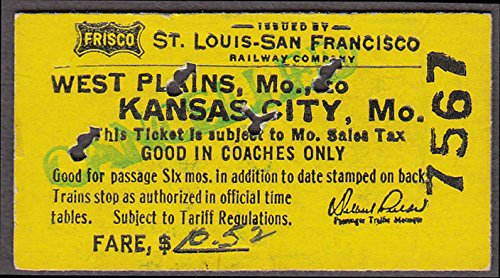 ISSUED BY
FRISCO ST. LOUIS-SAN FRANCISCO
RAILWAY COMPANY
WEST PLAINS, Mo., to
KANSAS CITY, Mo.
This Ticket is subject to Mo. Sales Tax
GOOD IN COACHES ONLY
Good for passage Six mos. in addition to date stamped on back.
Trains stop as authorized in official time
tables. Subject to Tariff Regulations.
Passenger Traffic Manager
FARE, $ 10.52
7567